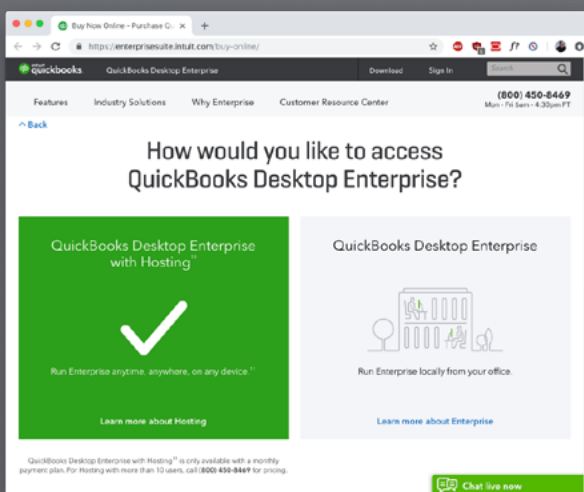 Buy Now Online - Purchase Qu
https://enterprisesuite.intuit.com/buy-online/
intuit quickbooks. QuickBooks Desktop Enterprise Download Sign In Search
Features Industry Solutions Why Enterprise Customer Resource Center
(800) 450-8469
Mon - Fri 6am - 4:30pm PT
Back
How would you like to access
QuickBooks Desktop Enterprise?
QuickBooks Desktop Enterprise
with Hosting
Run Enterprise anytime, anywhere, on any device.
Learn more about Hosting
QuickBooks Desktop Enterprise
Run Enterprise locally from your office.
Learn more about Enterprise
QuickBooks Desktop Enterprise with Hosting is only available with a monthly
payment plan. For Hosting with more than 10 users, call (800) 450-8469 for pricing.
Chat live now